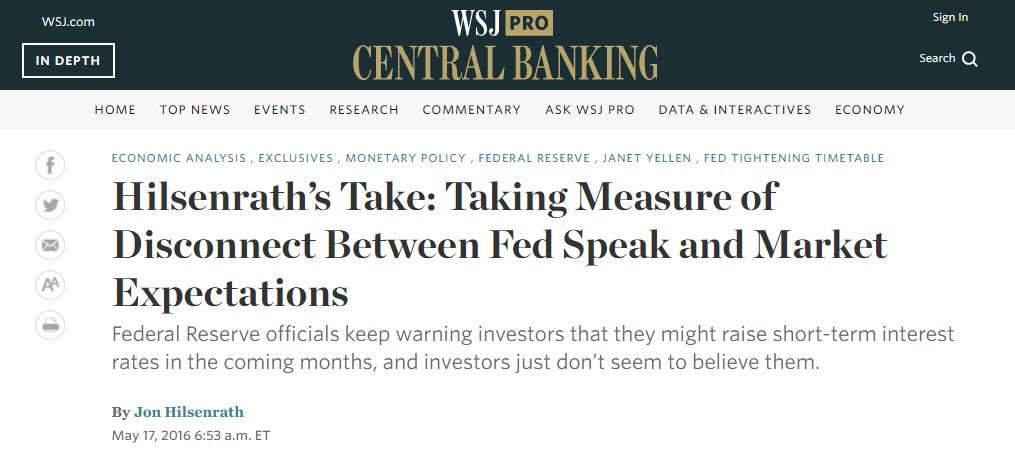 WSJ.com
IN DEPTH
WSJ PRO
CENTRAL BANKING
Sign In
Search
HOME TOP NEWS EVENTS RESEARCH COMMENTARY ASK WSJ PRO DATA & INTERACTIVES ECONOMY
ECONOMIC ANALYSIS , EXCLUSIVES , MONETARY POLICY , FEDERAL RESERVE , JANET YELLEN , FED TIGHTENING TIMETABLE
Hilsenrath’s Take: Taking Measure of
Disconnect Between Fed Speak and Market
Expectations
Federal Reserve officials keep warning investors that they might raise short-term interest
rates in the coming months, and investors just don’t seem to believe them.
By Jon Hilsenrath
May 17, 2016 6:53 a.m. ET
f
AA